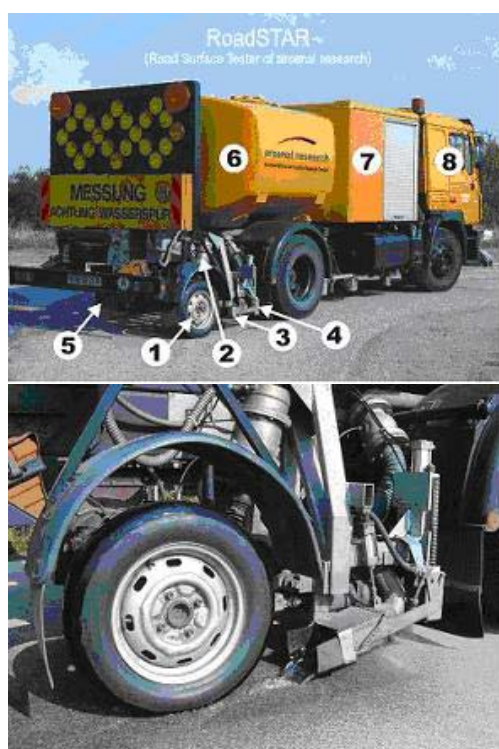 RoadSTAR
(Road Surface Tester of arsenal research)
6
arsenal research
7
8
MESSUNG
ACHTUNG WASSERSPUR
5
1
2
3
4